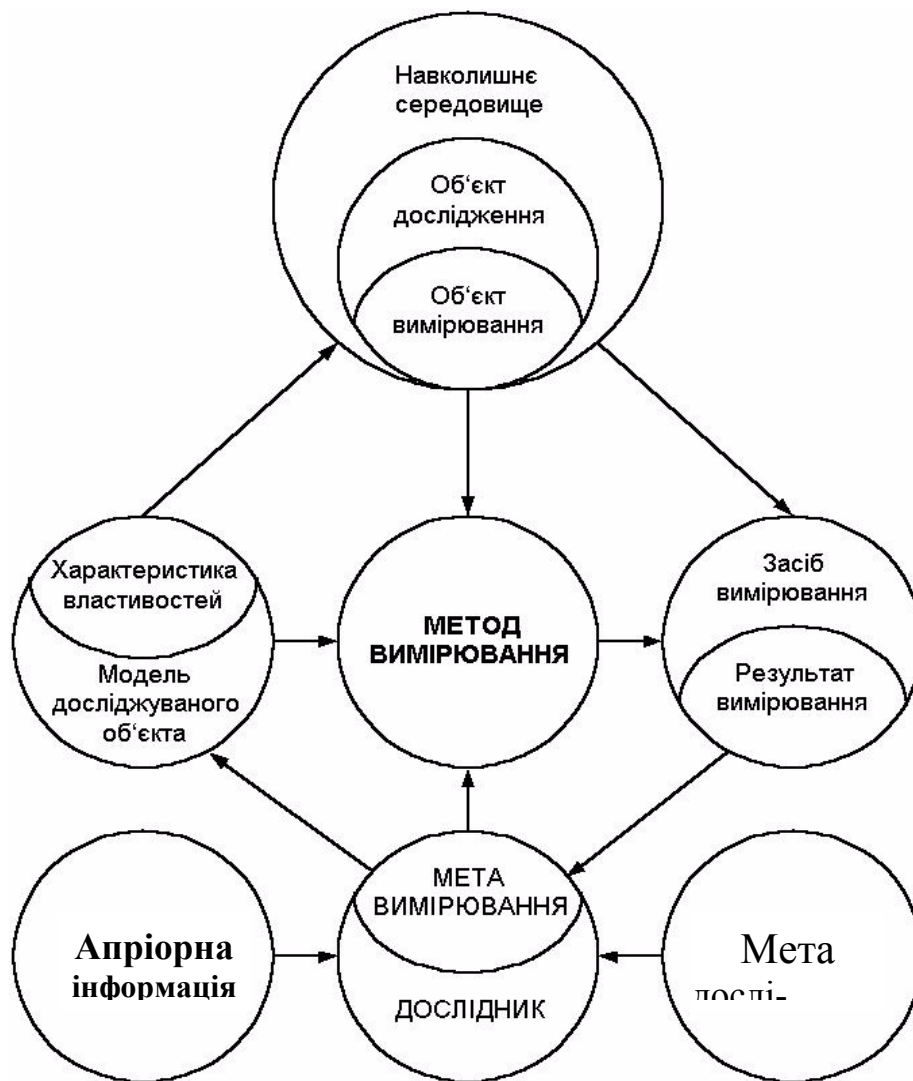 Навколишнє
середовище
Об‘єкт
дослідження
Об‘єкт
вимірювання
Характеристика
властивостей
Модель
досліджуваного
об‘єкта
МЕТОД
ВИМІРЮВАННЯ
Засіб
вимірювання
Результат
вимірювання
Апріорна
інформація
МЕТА
ВИМІРЮВАННЯ
ДОСЛІДНИК
Мета
дослі-